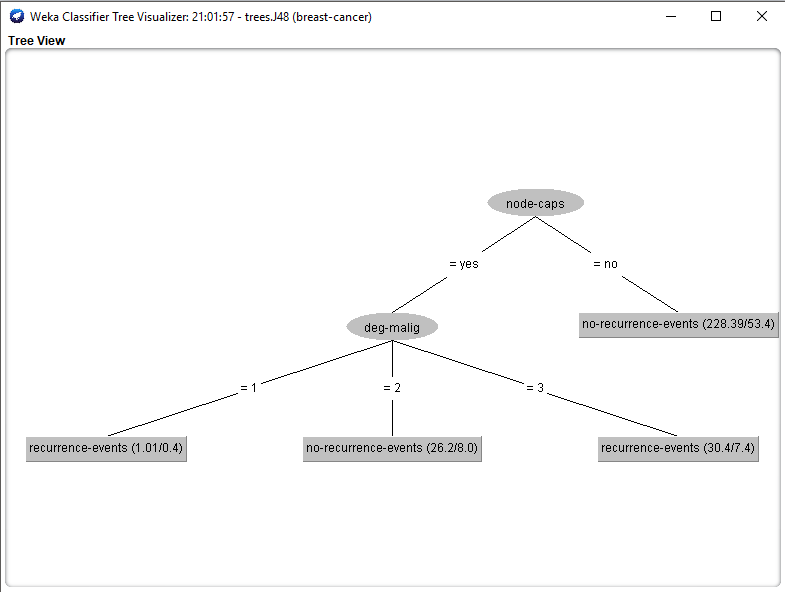 Weka Classifier Tree Visualizer: 21:01:57 - trees.J48 (breast-cancer)
Tree View
node-caps
= yes
= no
deg-malig
no-recurrence-events (228.39/53.4)
= 1
= 2
= 3
recurrence-events (1.01/0.4)
no-recurrence-events (26.2/8.0)
recurrence-events (30.4/7.4)